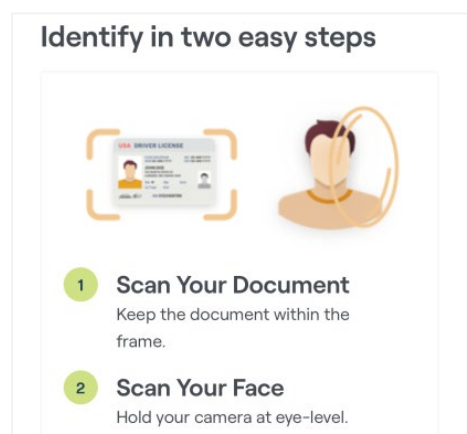 Identify in two easy steps
USA DRIVER LICENSE
1
Scan Your Document
Keep the document within the
frame.
2
Scan Your Face
Hold your camera at eye-level.